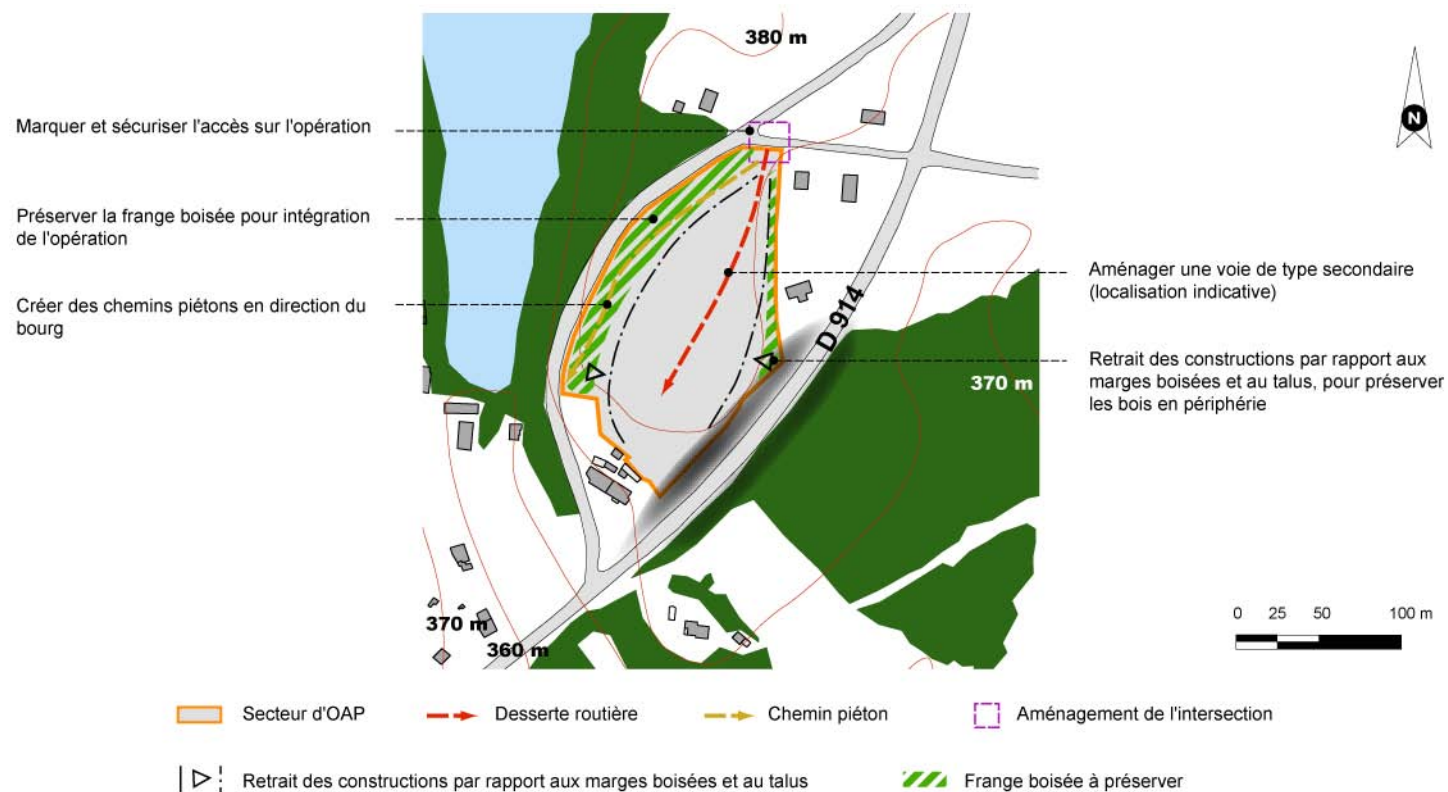 380 m
N
Marquer et sécuriser l'accès sur l'opération
Préserver la frange boisée pour intégration
de l'opération
Créer des chemins piétons en direction du
bourg
Aménager une voie de type secondaire
(localisation indicative)
D 914
Retrait des constructions par rapport aux
marges boisées et au talus, pour préserver
les bois en périphérie
370 m
370 m
360 m
0 25 50 100 m
Secteur d'OAP
Desserte routière
Chemin piéton
Aménagement de l'intersection
Retrait des constructions par rapport aux marges boisées et au talus
Frange boisée à préserver